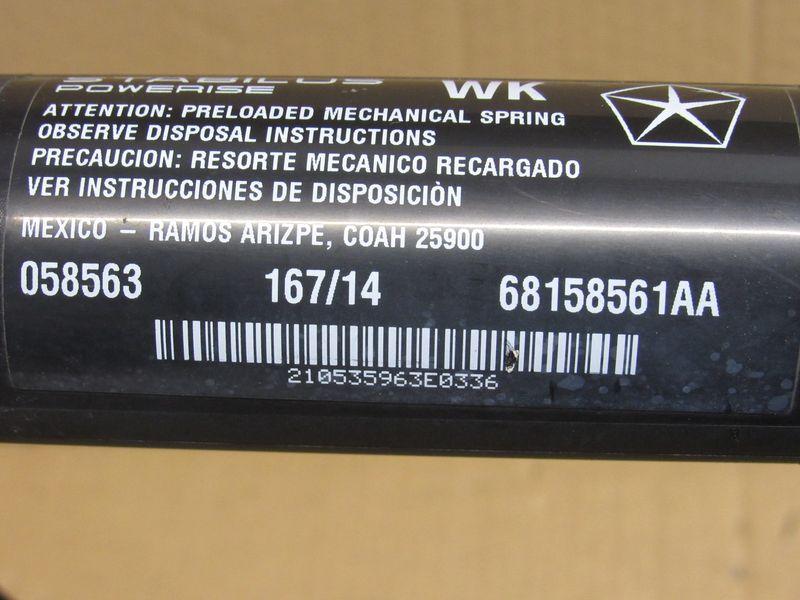 STABILUS WK
POWERISE
ATTENTION: PRELOADED MECHANICAL SPRING
OBSERVE DISPOSAL INSTRUCTIONS
PRECAUCION: RESORTE MECANICO RECARGADO
VER INSTRUCCIONES DE DISPOSICIÒN
MEXICO – RAMOS ARIZPE, COAH 25900
058563 167/14 68158561AA
210535963E0336